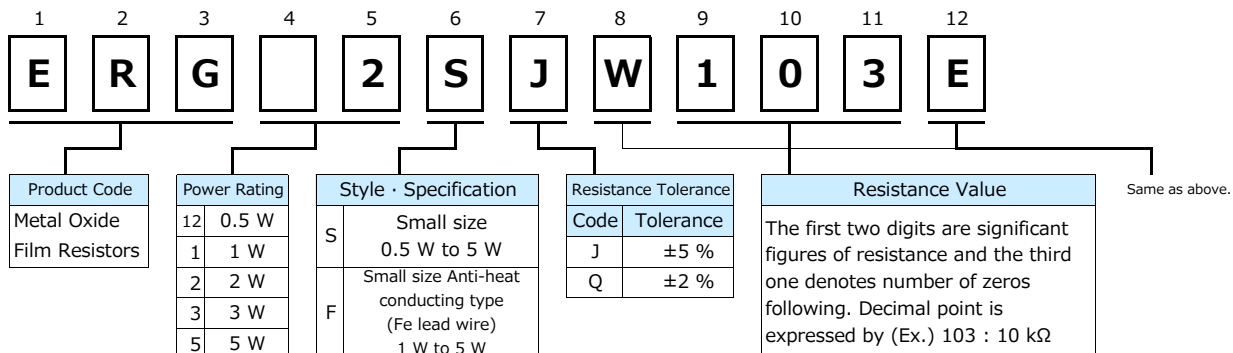 1 2 3 4 5 6 7 8 9 10 11 12
E R G 2 S J W 1 0 3 E
Product Code
Metal Oxide
Film Resistors
Power Rating
12 0.5 W
1 1 W
2 2 W
3 3 W
5 5 W
Style · Specification
S
Small size
0.5 W to 5 W
F
Small size Anti-heat
conducting type
(Fe lead wire)
1 W to 5 W
Resistance Tolerance
Code Tolerance
J ±5 %
Q ±2 %
Resistance Value
The first two digits are significant
figures of resistance and the third
one denotes number of zeros
following. Decimal point is
expressed by (Ex.) 103 : 10 kΩ
Same as above.